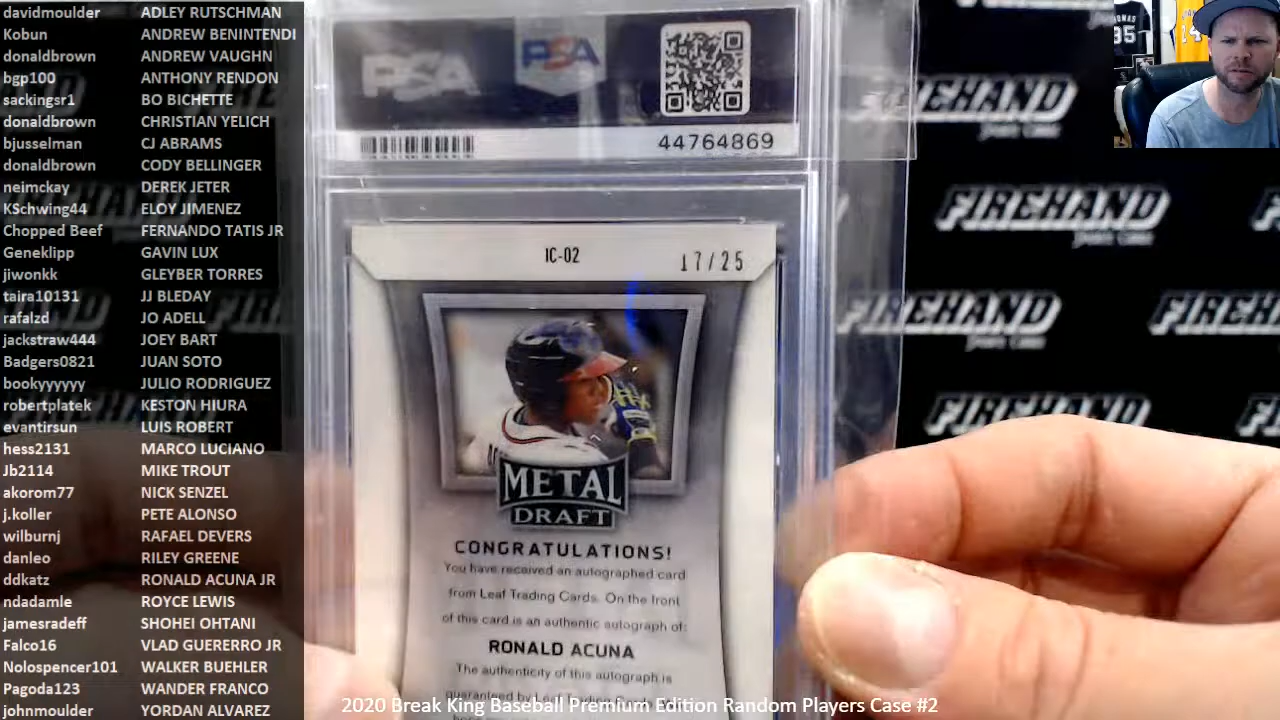 davidmoulder ADLEY RUTSCHMAN
Kobun ANDREW BENINTENDI
donaldbrown ANDREW VAUGHN
bgp100 ANTHONY RENDON
sackingsr1 BO BICHETTE
donaldbrown CHRISTIAN YELICH
bjusselman CJ ABRAMS
donaldbrown CODY BELLINGER
neimckay DEREK JETER
KSchwing44 ELOY JIMENEZ
Chopped Beef FERNANDO TATIS JR
Geneklipp GAVIN LUX
jiwonkk GLEYBER TORRES
taira10131 JJ BLEDAY
rafalzd JO ADELL
jackstraw444 JOEY BART
Badgers0821 JUAN SOTO
bookyyyyyy JULIO RODRIGUEZ
robertplatek KESTON HIURA
evantirsun LUIS ROBERT
hess2131 MARCO LUCIANO
Jb2114 MIKE TROUT
akorom77 NICK SENZEL
j.koller PETE ALONSO
wilburnj RAFAEL DEVERS
danleo RILEY GREENE
ddkatz RONALD ACUNA JR
ndadamle ROYCE LEWIS
jamesradeff SHOHEI OHTANI
Falco16 VLAD GUERERRO JR
Nolospencer101 WALKER BUEHLER
Pagoda123 WANDER FRANCO
johnmoulder YORDAN ALVAREZ
PSA PSA
44764869
IC-02 17/25
METAL
DRAFT
CONGRATULATIONS!
You have received an autographed card
from Leaf Trading Cards. On the front
of this card is an authentic autograph of:
RONALD ACUNA
The authenticity of this autograph is
guaranteed by Leaf Trading
2020 Break King Baseball Premium Edition Random Players Case #2
FIREHAND
FIREHAND
FIREHAND
FIREHAND
FIREHAND
35